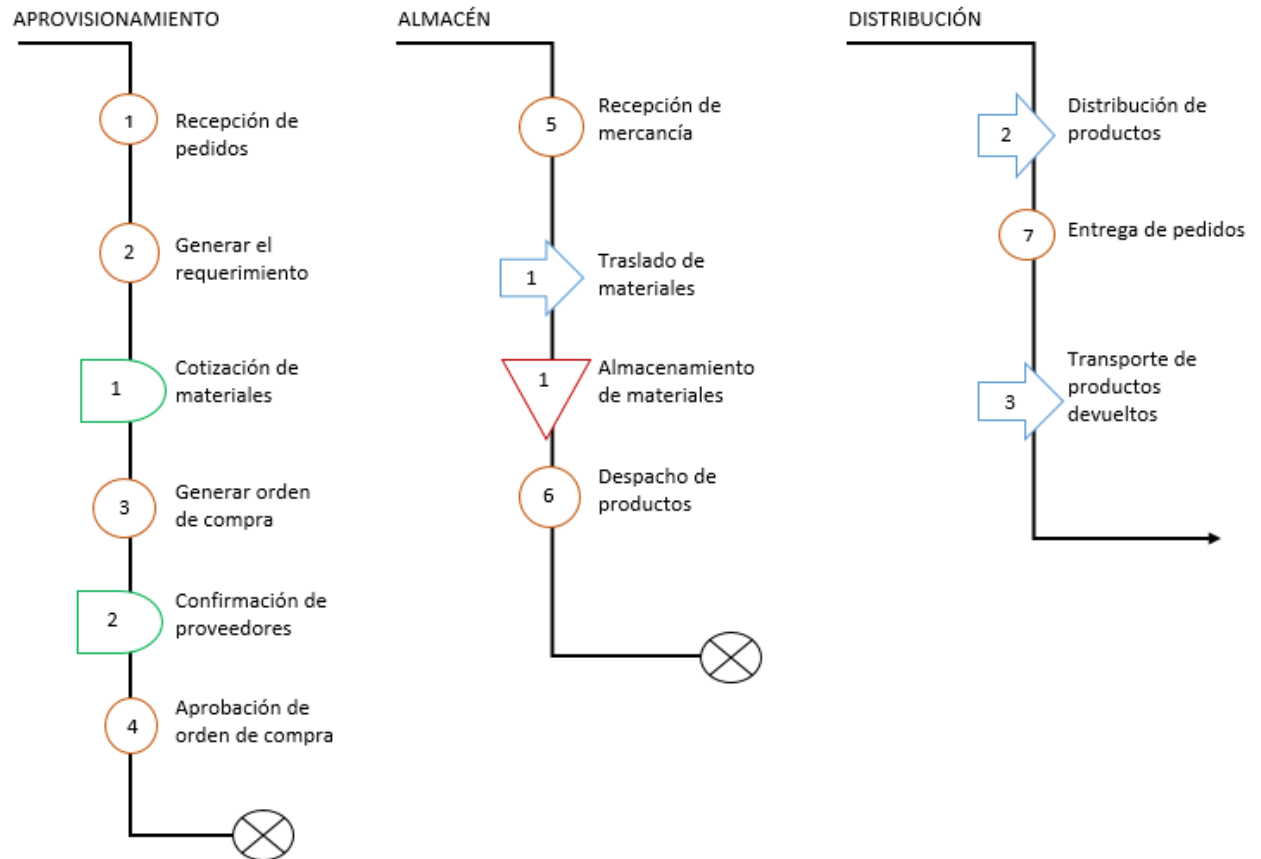 APROVISIONAMIENTO
1
Recepción de
pedidos
2
Generar el
requerimiento
1
Cotización de
materiales
3
Generar orden
de compra
2
Confirmación de
proveedores
4
Aprobación de
orden de compra
ALMACÉN
5
Recepción de
mercancía
1
Traslado de
materiales
1
Almacenamiento
de materiales
6
Despacho de
productos
DISTRIBUCIÓN
2
Distribución de
productos
7
Entrega de pedidos
3
Transporte de
productos
devueltos